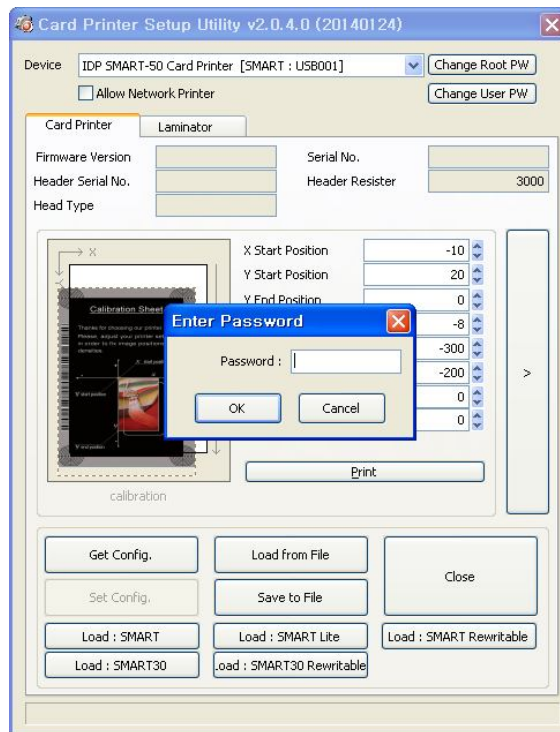 Card Printer Setup Utility v2.0.4.0 (20140124)
Device IDP SMART-50 Card Printer [SMART : USB001] Change Root PW
Allow Network Printer Change User PW
Card Printer Laminator
Firmware Version Serial No.
Header Serial No. Header Resister 3000
Head Type
X X Start Position -10
Y Start Position 20
Y End Position 0
Calibration Sheet
Enter Password
-8
Password :
-300
-200
>
OK Cancel
0
0
Print
calibration
Get Config. Load from File
Close
Set Config. Save to File
Load : SMART Load : SMART Lite Load : SMART Rewritable
Load : SMART30 Load : SMART30 Rewritable